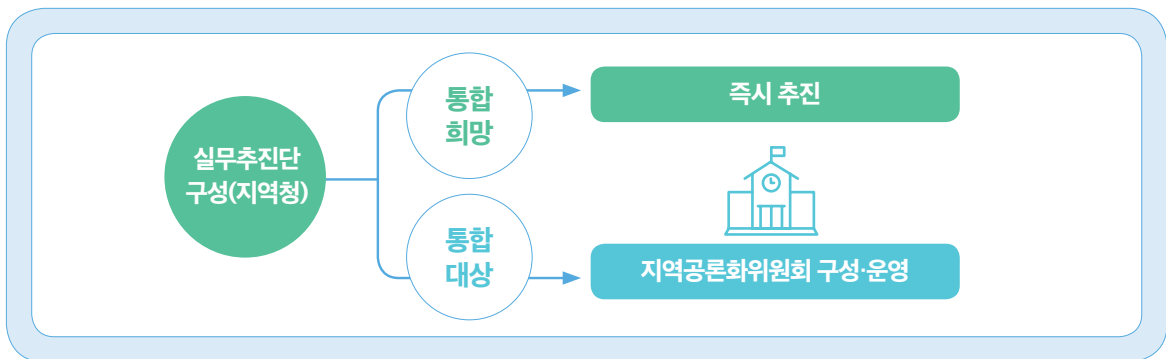 통합
희망
즉시 추진
실무추진단
구성(지역청)
통합
대상
지역공론화위원회 구성·운영